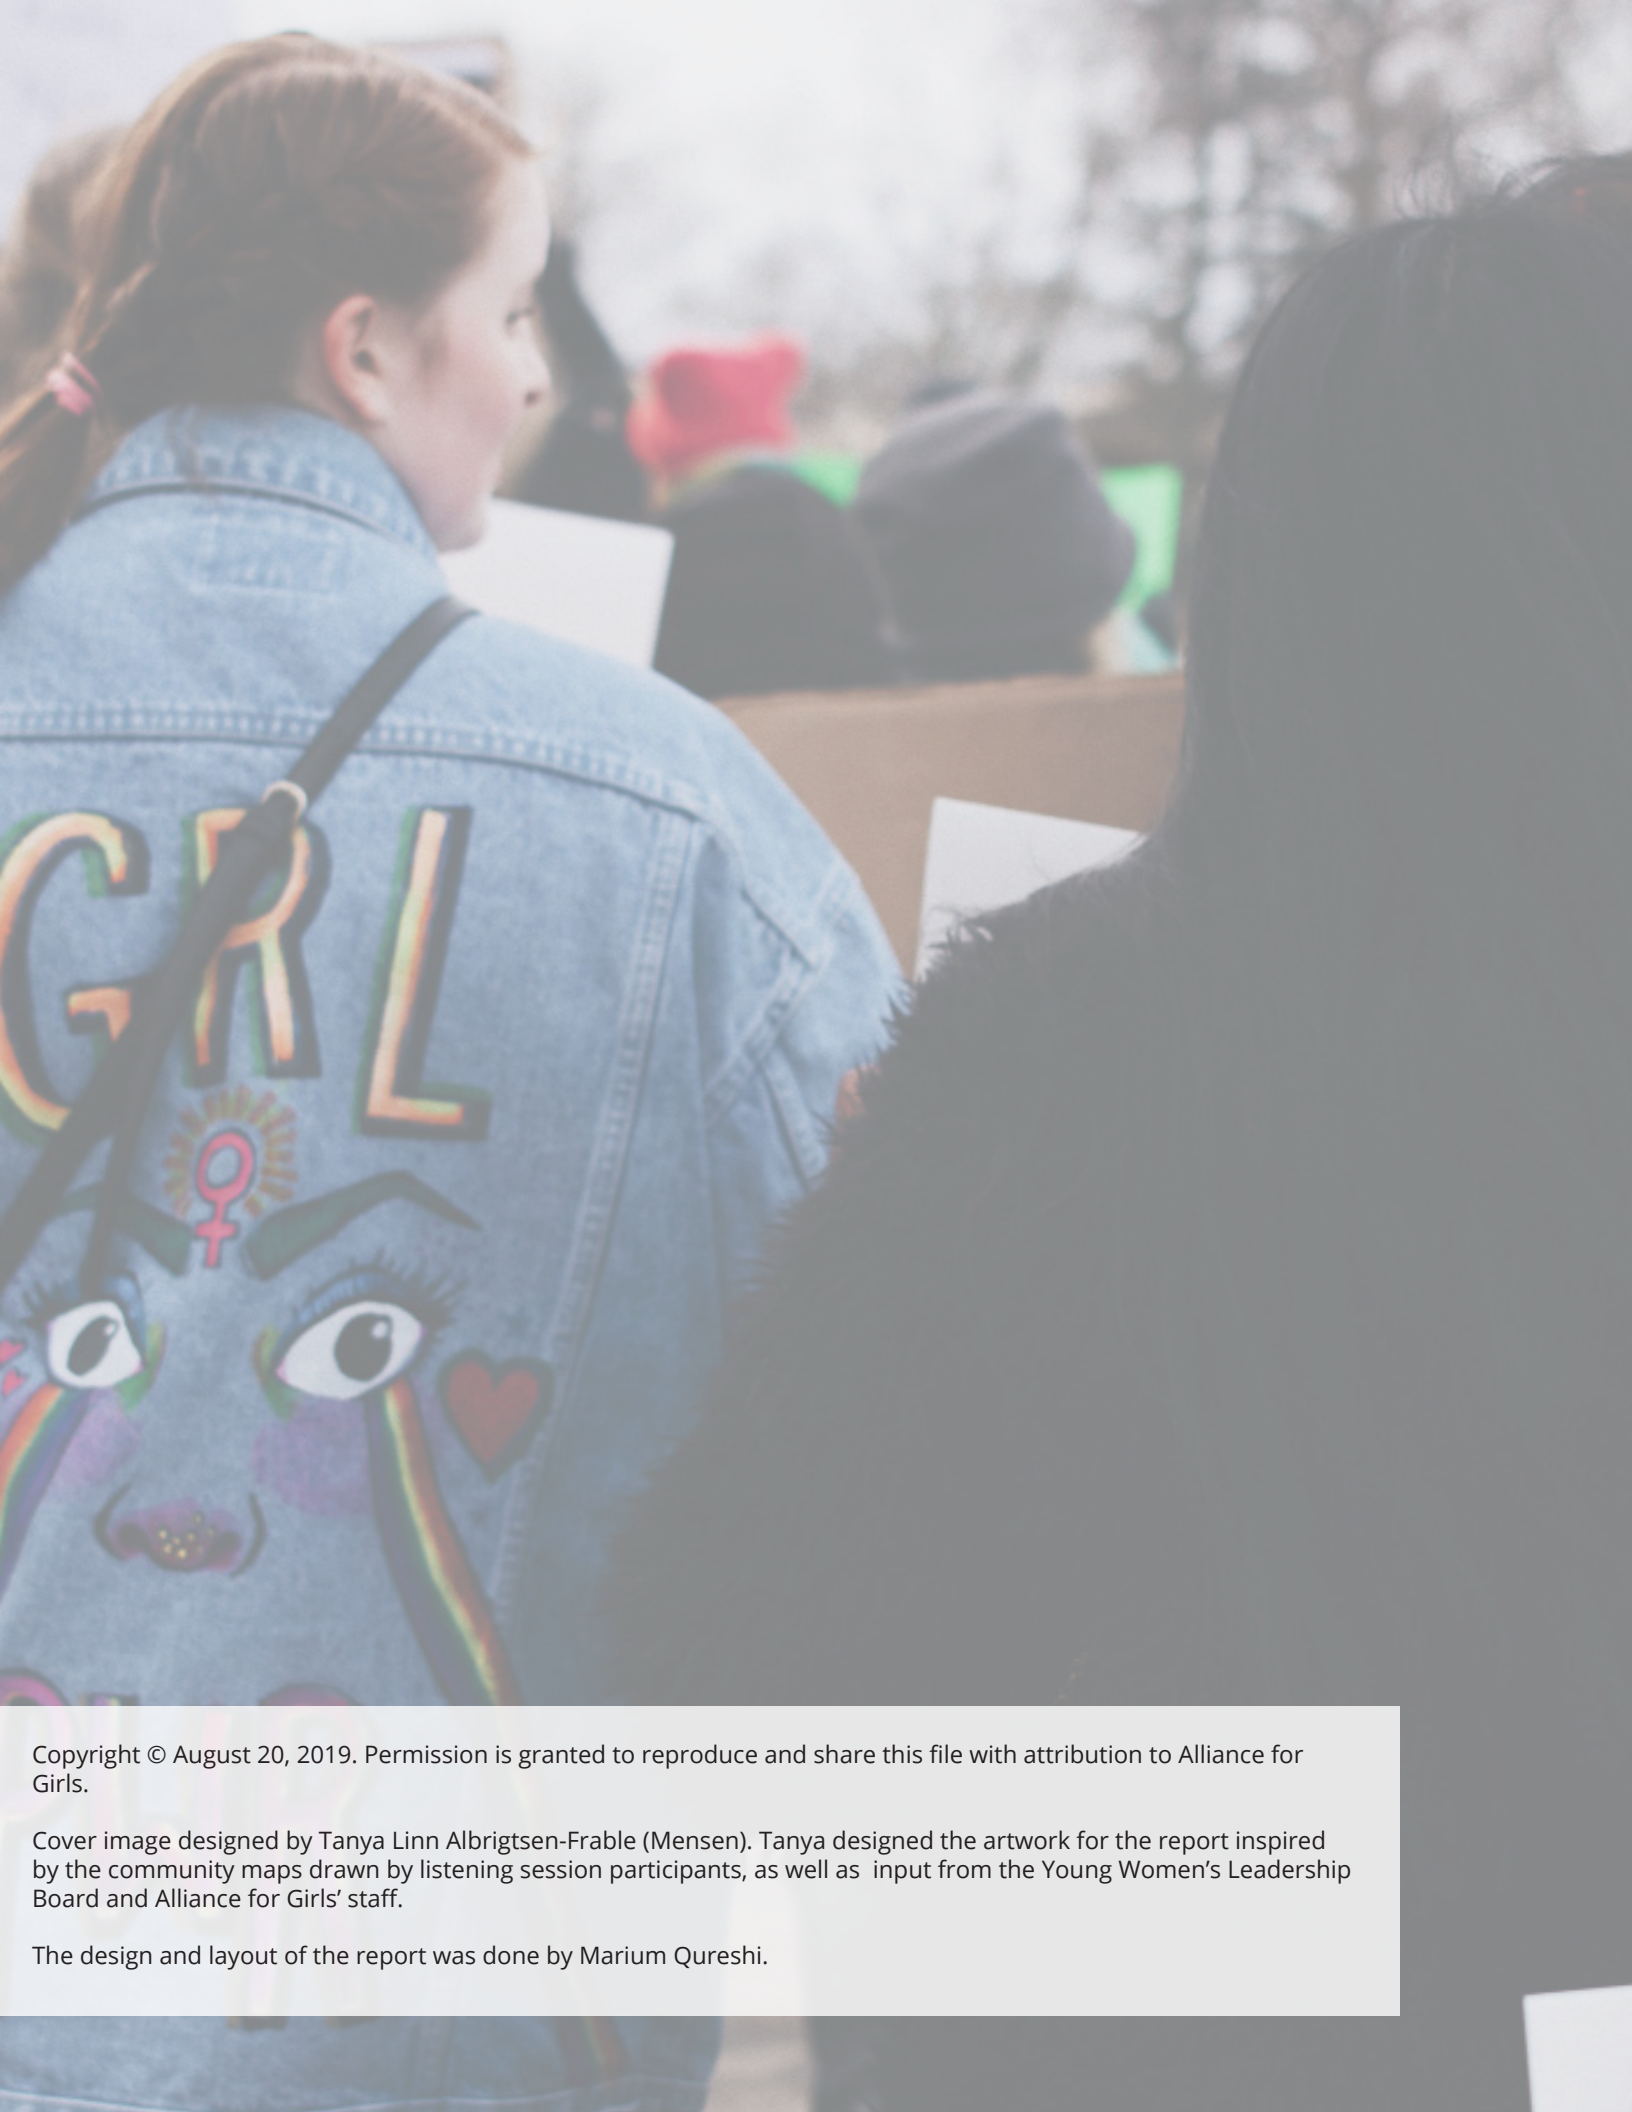 GRL
Copyright © August 20, 2019. Permission is granted to reproduce and share this file with attribution to Alliance for
Girls.
Cover image designed by Tanya Linn Albrigtsen-Frable (Mensen). Tanya designed the artwork for the report inspired
by the community maps drawn by listening session participants, as well as  input from the Young Women’s Leadership
Board and Alliance for Girls’ staff.
The design and layout of the report was done by Marium Qureshi.